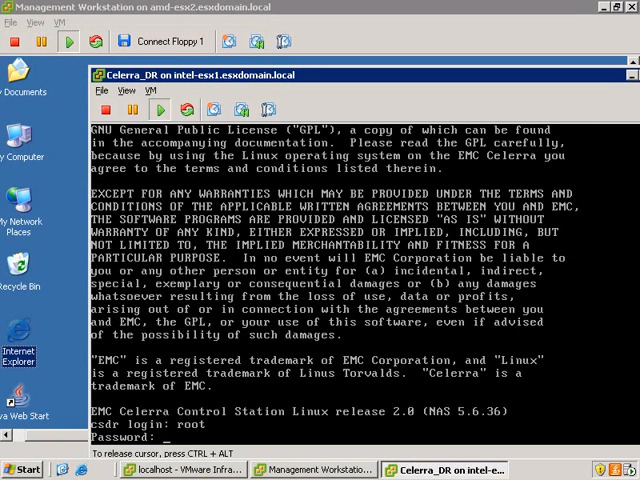 Management Workstation on amd-esx2.esxdomain.local
File View VM
Connect Floppy 1
My Documents
My Computer
My Network
Places
Recycle Bin
Internet
Explorer
Java Web Start
Celerra_DR on intel-esx1.esxdomain.local
File View VM
GNU General Public License ("GPL"), a copy of which can be found
in the accompanying documentation. Please read the GPL carefully,
because by using the Linux operating system on the EMC Celerra you
agree to the terms and conditions listed therein.
EXCEPT FOR ANY WARRANTIES WHICH MAY BE PROVIDED UNDER THE TERMS AND
CONDITIONS OF THE APPLICABLE WRITTEN AGREEMENTS BETWEEN YOU AND EMC,
THE SOFTWARE PROGRAMS ARE PROVIDED AND LICENSED "AS IS" WITHOUT
WARRANTY OF ANY KIND, EITHER EXPRESSED OR IMPLIED, INCLUDING, BUT
NOT LIMITED TO, THE IMPLIED MERCHANTABILITY AND FITNESS FOR A
PARTICULAR PURPOSE. In no event will EMC Corporation be liable to
you or any other person or entity for (a) incidental, indirect,
special, exemplary or consequential damages or (b) any damages
whatsoever resulting from the loss of use, data or profits,
arising out of or in connection with the agreements between you
and EMC, the GPL, or your use of this software, even if advised
of the possibility of such damages.
"EMC" is a registered trademark of EMC Corporation, and "Linux"
is a registered trademark of Linus Torvalds. "Celerra" is a
trademark of EMC.
EMC Celerra Control Station Linux release 2.0 (NAS 5.6.36)
csdr login: root
Password: _
To release cursor, press CTRL + ALT
Start
localhost - VMware Infra...
Management Workstatio...
Celerra_DR on intel-e...